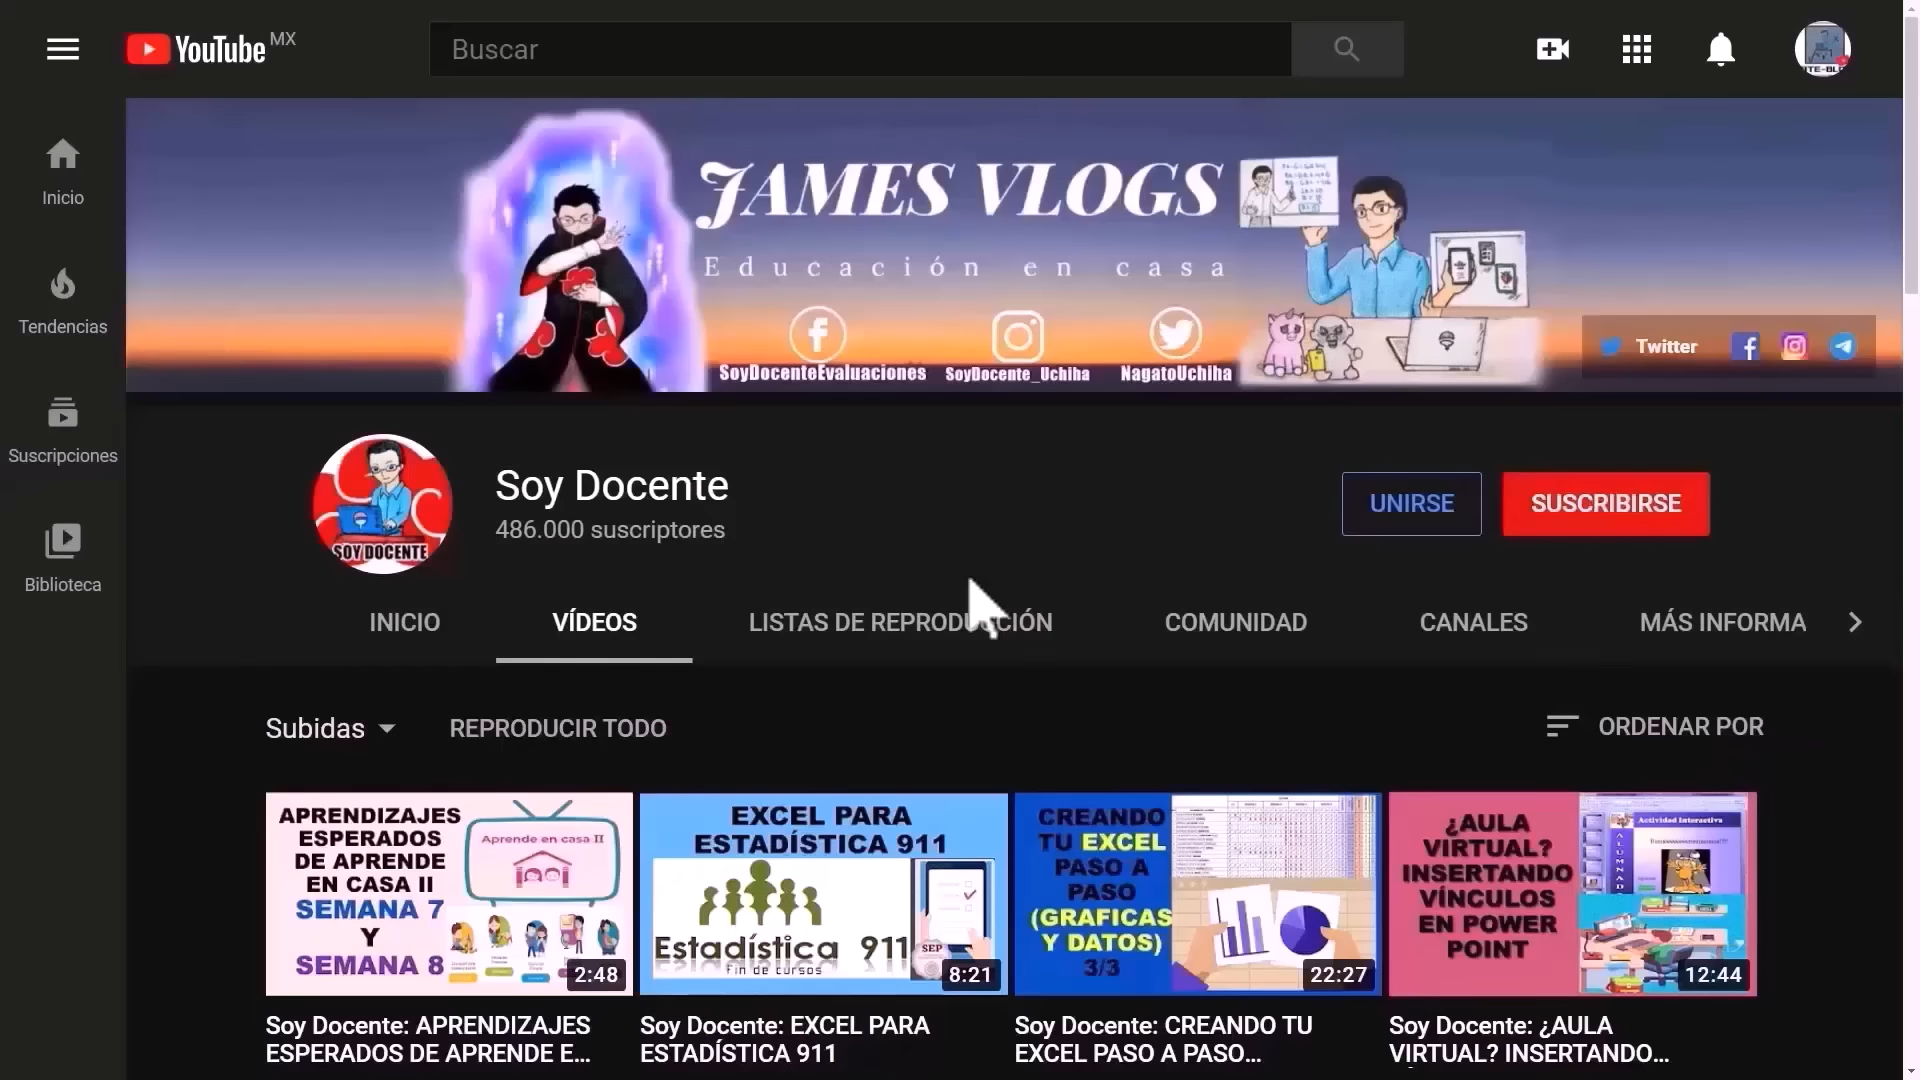 YouTube MX
Buscar
Inicio
Tendencias
Suscripciones
Biblioteca
JAMES VLOGS
Educación en casa
SoyDocenteEvaluaciones
SoyDocente_Uchiha
NagatoUchiha
Twitter
SOY DOCENTE
Soy Docente
486.000 suscriptores
UNIRSE
SUSCRIBIRSE
INICIO
VÍDEOS
LISTAS DE REPRODUCCIÓN
COMUNIDAD
CANALES
MÁS INFORMA
Subidas
REPRODUCIR TODO
ORDENAR POR
APRENDIZAJES
ESPERADOS
DE APRENDE
EN CASA II
SEMANA 7
Y
SEMANA 8
Aprende en casa II
2:48
EXCEL PARA
ESTADÍSTICA 911
Estadística 911
Fin de cursos
SEP
8:21
CREANDO
TU EXCEL
PASO A
PASO
(GRAFICAS
Y DATOS)
3/3
22:27
¿AULA
VIRTUAL?
INSERTANDO
VÍNCULOS
EN POWER
POINT
Actividad Interactiva
ALUMNAD
12:44
Soy Docente: APRENDIZAJES
ESPERADOS DE APRENDE E...
Soy Docente: EXCEL PARA
ESTADÍSTICA 911
Soy Docente: CREANDO TU
EXCEL PASO A PASO...
Soy Docente: ¿AULA
VIRTUAL? INSERTANDO...